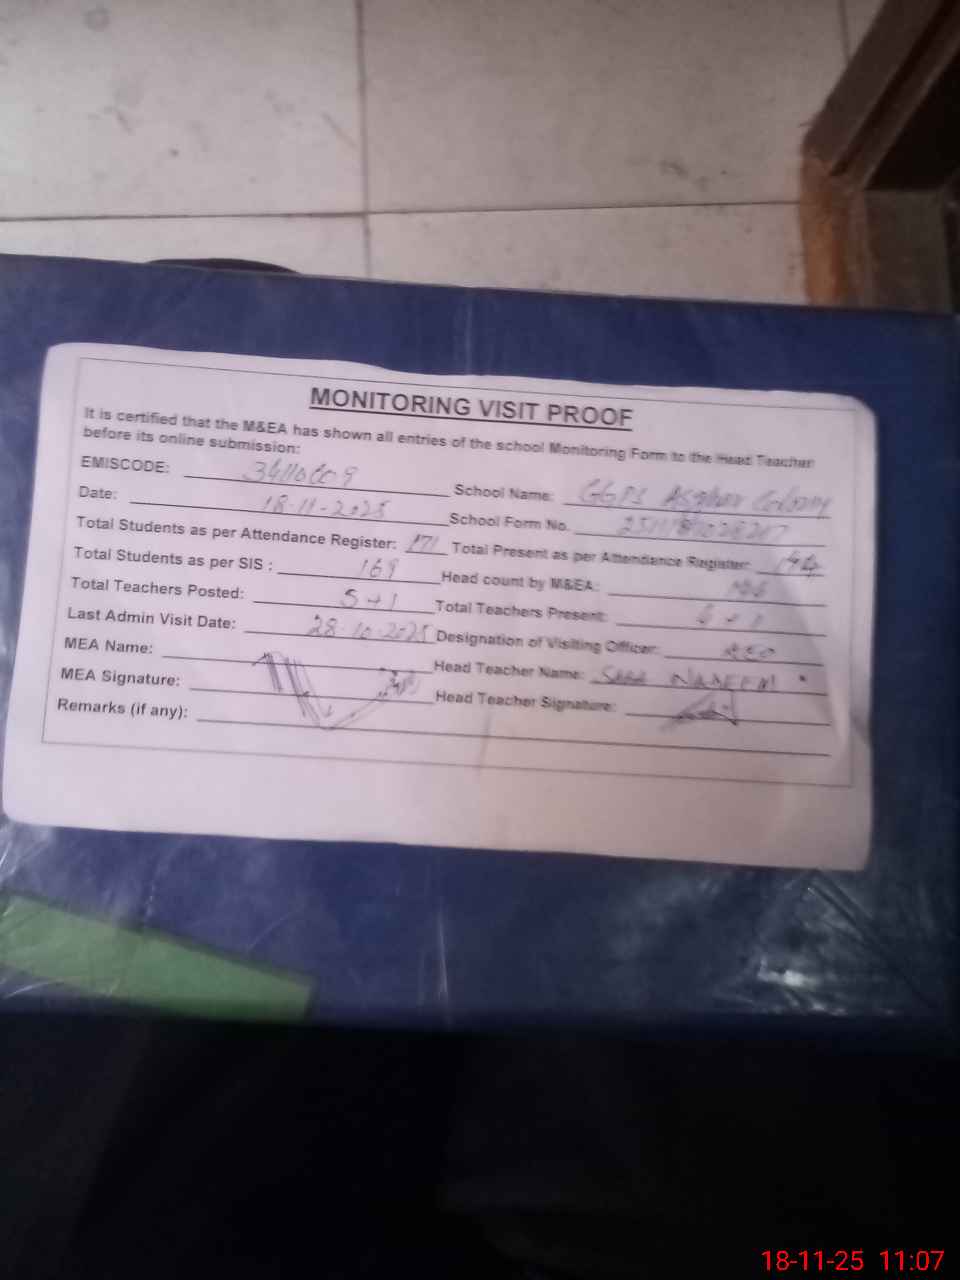 MONITORING VISIT PROOF
It is certified that the M&EA has shown all entries of the school Monitoring Form to the Head Teacher
before its online submission:
EMISCODE: School Name: GGPS Asghar Colony
Date: 18-11-2025 School Form No.
Total Students as per Attendance Register: 171 Total Present as per Attendance Register:
Total Students as per SIS : 169 Head count by M&EA:
Total Teachers Posted: 5+1 Total Teachers Present:
Last Admin Visit Date: 28-10-2025 Designation of Visiting Officer: AEO
MEA Name: Head Teacher Name: NADEEM
MEA Signature: Head Teacher Signature:
Remarks (if any):
18-11-25 11:07